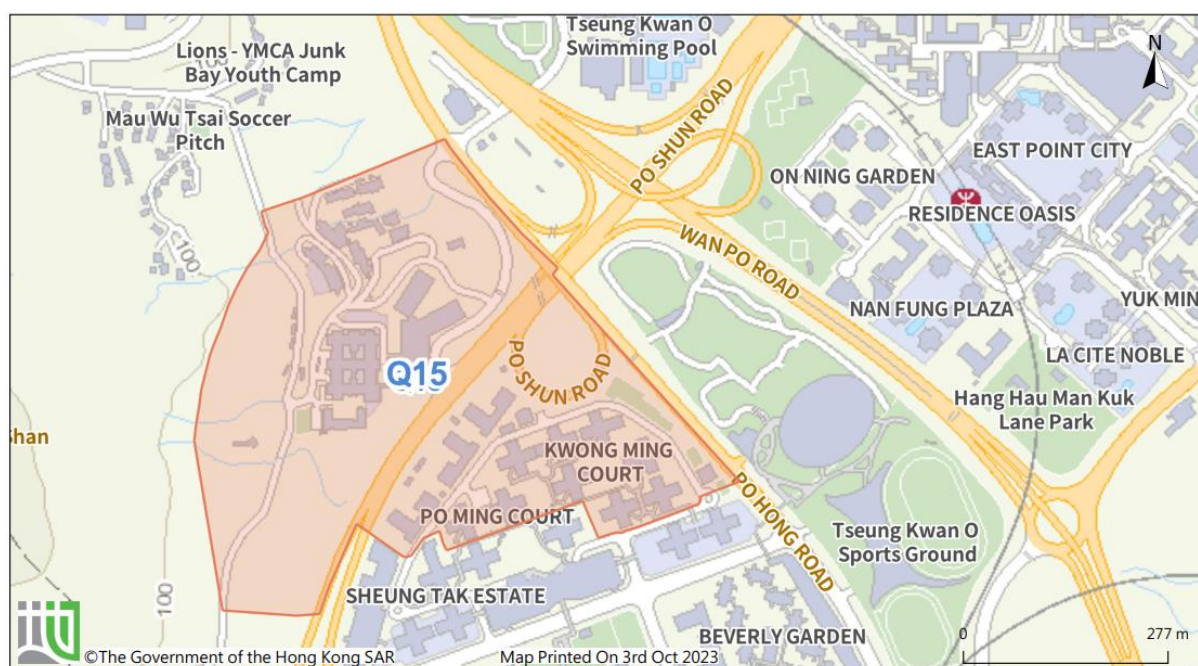 Lions - YMCA Junk
Bay Youth Camp
Tseung Kwan O
Swimming Pool
N
Mau Wu Tsai Soccer
Pitch
PO SHUN ROAD
EAST POINT CITY
ON NING GARDEN
RESIDENCE OASIS
WAN PO ROAD
100
NAN FUNG PLAZA
YUK MIN
LA CITE NOBLE
Q15
PO SHUN ROAD
Hang Hau Man Kuk
Lane Park
shan
KWONG MING
COURT
PO MING COURT
PO HONG ROAD
Tseung Kwan O
Sports Ground
100
SHEUNG TAK ESTATE
BEVERLY GARDEN
0
277 m
©The Government of the Hong Kong SAR
Map Printed On 3rd Oct 2023